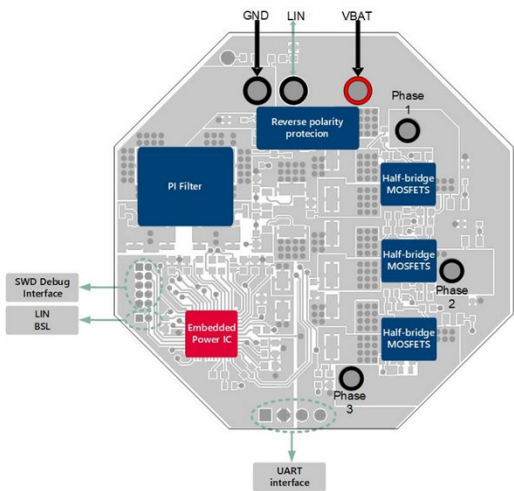 GND
LIN
VBAT
Phase
1
Reverse polarity
protecion
PI Filter
Half-bridge
MOSFETS
Half-bridge
MOSFETS
Phase
2
SWD Debug
Interface
LIN
BSL
Embedded
Power IC
Half-bridge
MOSFETS
Phase
3
UART
interface